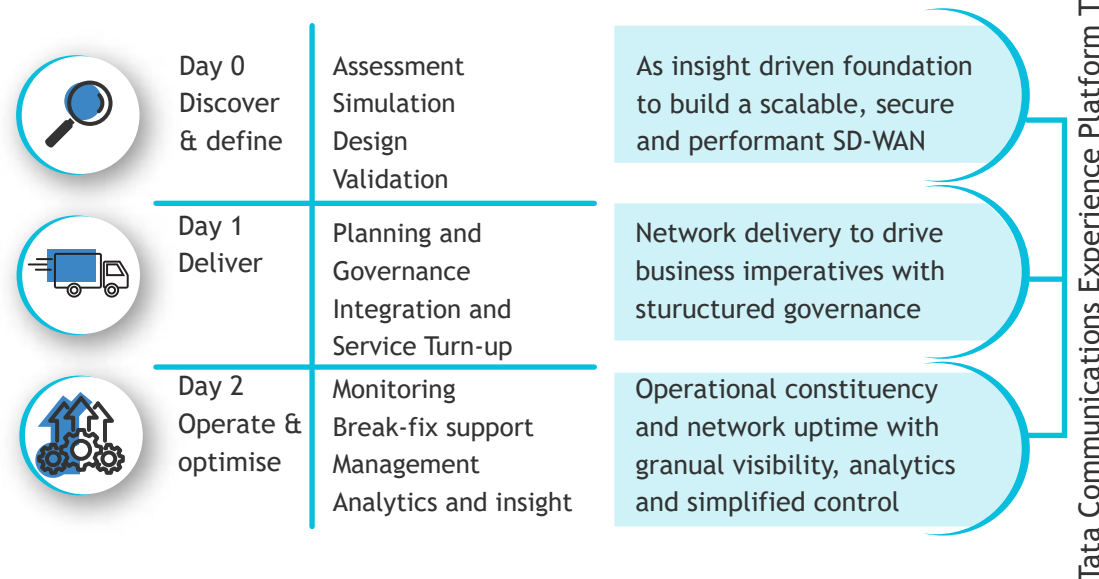 Day 0
Discover
& define
Assessment
Simulation
Design
Validation
As insight driven foundation
to build a scalable, secure
and performant SD-WAN
Day 1
Deliver
Planning and
Governance
Integration and
Service Turn-up
Network delivery to drive
business imperatives with
stuructured governance
Day 2
Operate &
optimise
Monitoring
Break-fix support
Management
Analytics and insight
Operational constituency
and network uptime with
granual visibility, analytics
and simplified control
Tata Communications Experience Platform